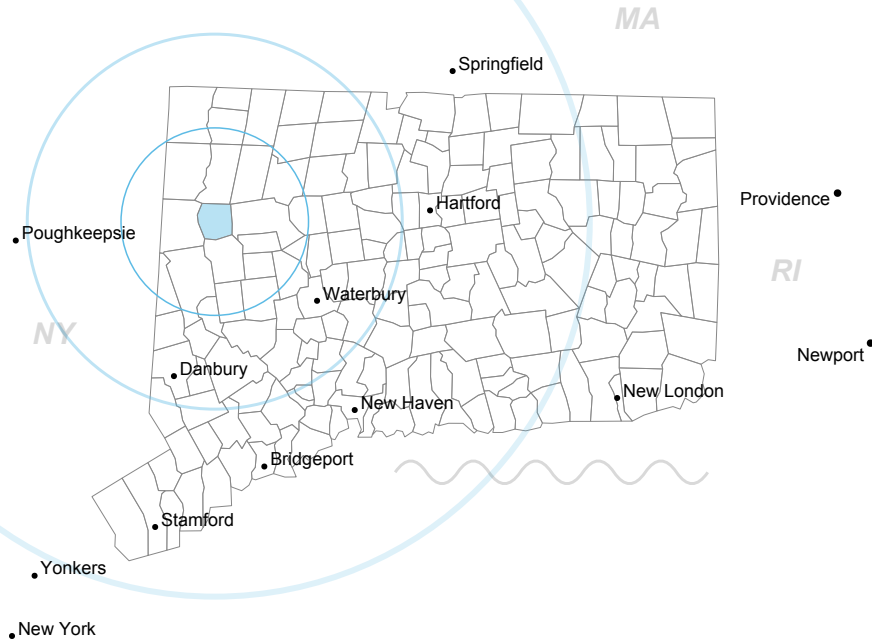 MA
Springfield
Providence
Hartford
Poughkeepsie
RI
Waterbury
NY
Newport
Danbury
New London
New Haven
Bridgeport
Stamford
Yonkers
New York